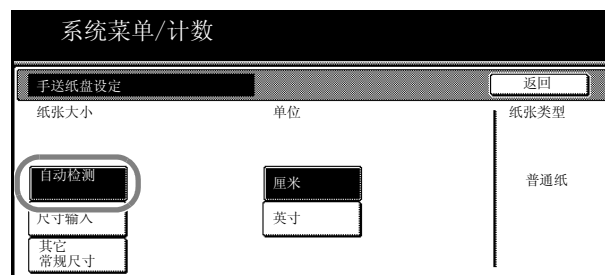 系统菜单/计数
手送纸盘设定
返回
纸张大小
单位
纸张类型
自动检测
厘米
普通纸
尺寸输入
英寸
其它
常规尺寸